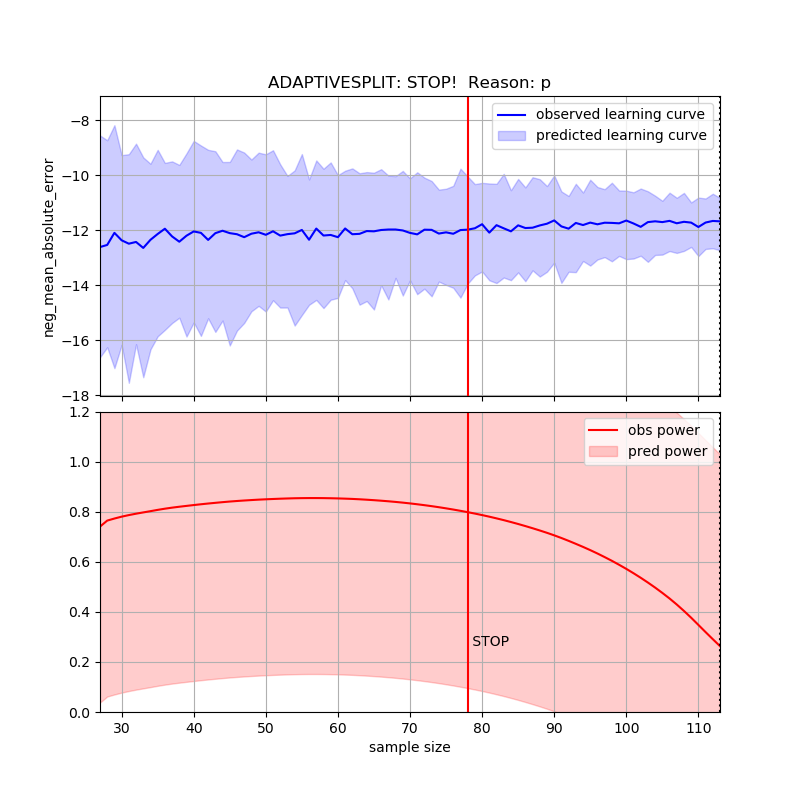 ADAPTIVESPLIT: STOP!  Reason: p
neg_mean_absolute_error
−8
−10
−12
−14
−16
−18
observed learning curve
predicted learning curve
1.2
1.0
0.8
0.6
0.4
0.2
0.0
obs power
pred power
STOP
30 40 50 60 70 80 90 100 110
sample size